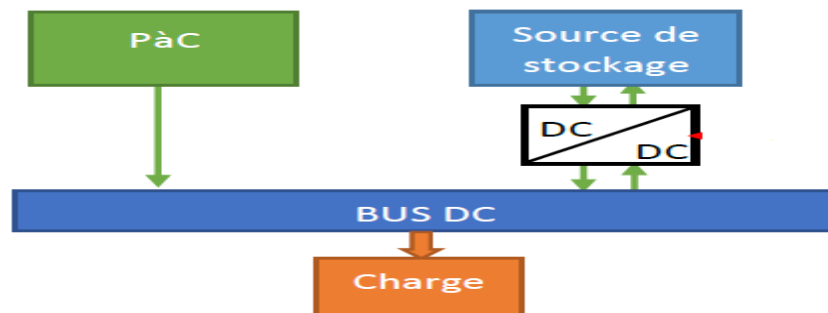 PàC
Source de
stockage
DC
DC
BUS DC
Charge